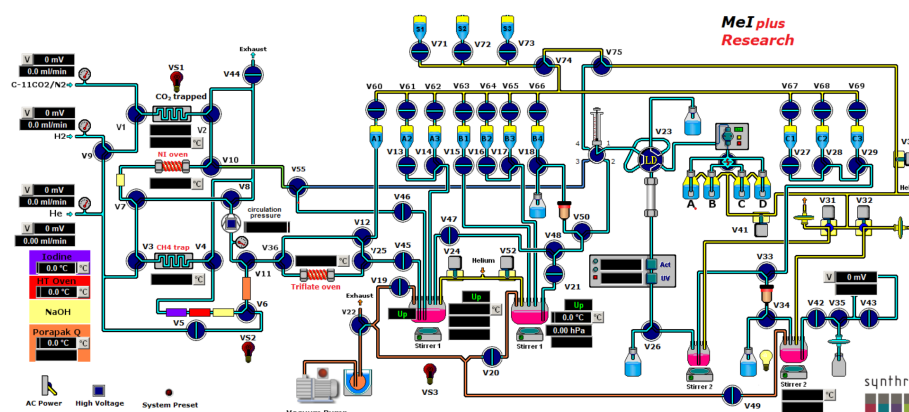 MeI plus
Research
S1
S2
S3
V71
V72
V73
V74
V75
V 0 mV
0.0 ml/min
C-11CO2/N2
V 0 mV
0.0 ml/min
H2
V 0 mV
He
0.00 ml/min
Exhaust
V44
VS1
CO2 trapped
V1
V2
V9
NI oven
°C
V10
V7
V8
circulation
pressure
V3
CH4 trap
V4
°C
V11
V36
V5
V6
VS2
Iodine
0.0 °C °C
HT Oven
0.0 °C °C
NaOH
Porapak Q
0.0 °C °C
AC Power
High Voltage
System Preset
V60
V61
V62
V63
V64
V65
V66
A1
A2
A3
B1
B2
B3
B4
V13
V14
V15
V16
V17
V18
V55
V46
V12
V25
V45
Triflate oven
°C
V47
V24
Helium
V52
V48
V50
V21
V19
Up
Up
°C
Up
0.0 °C °C
0.00 hPa
Stirrer 1
Stirrer 1
Exhaust
V22
V20
VS3
Vacuum Pump
1
2
3
4
V23
ILD
Act
UV
V26
A
B
C
D
V41
V67
V68
V69
C1
C2
C3
V27
V28
V29
V31
V32
V33
V34
V 0 mV
V42
V35
V43
Stirrer 2
Stirrer 2
°C
V49
synthr